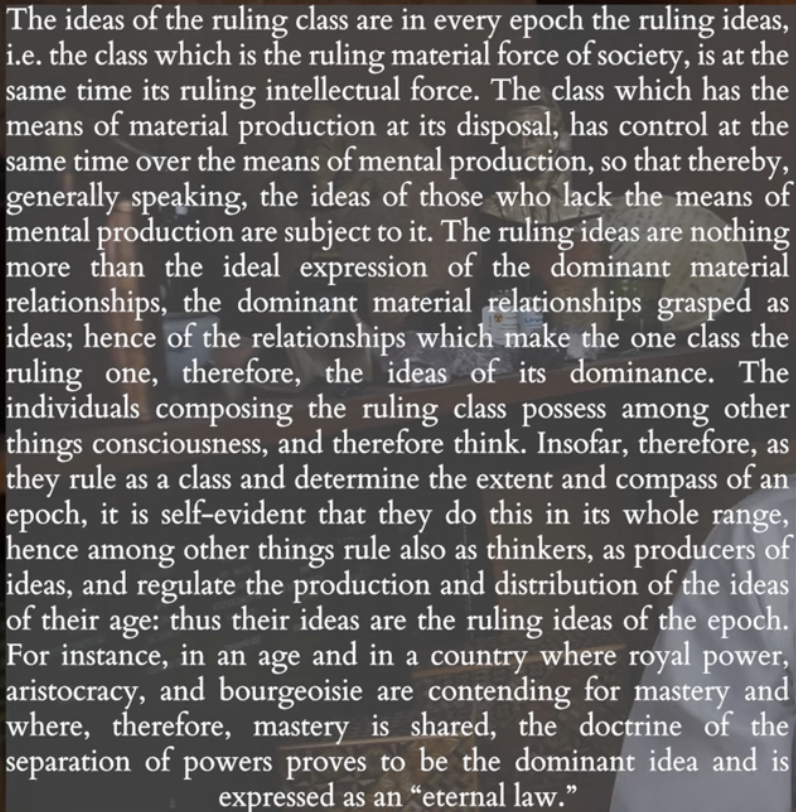 The ideas of the ruling class are in every epoch the ruling ideas,
i.e. the class which is the ruling material force of society, is at the
same time its ruling intellectual force. The class which has the
means of material production at its disposal, has control at the
same time over the means of mental production, so that thereby,
generally speaking, the ideas of those who lack the means of
mental production are subject to it. The ruling ideas are nothing
more than the ideal expression of the dominant material
relationships, the dominant material relationships grasped as
ideas; hence of the relationships which make the one class the
ruling one, therefore, the ideas of its dominance. The
individuals composing the ruling class possess among other
things consciousness, and therefore think. Insofar, therefore, as
they rule as a class and determine the extent and compass of an
epoch, it is self-evident that they do this in its whole range,
hence among other things rule also as thinkers, as producers of
ideas, and regulate the production and distribution of the ideas
of their age: thus their ideas are the ruling ideas of the epoch.
For instance, in an age and in a country where royal power,
aristocracy, and bourgeoisie are contending for mastery and
where, therefore, mastery is shared, the doctrine of the
separation of powers proves to be the dominant idea and is
expressed as an “eternal law.”